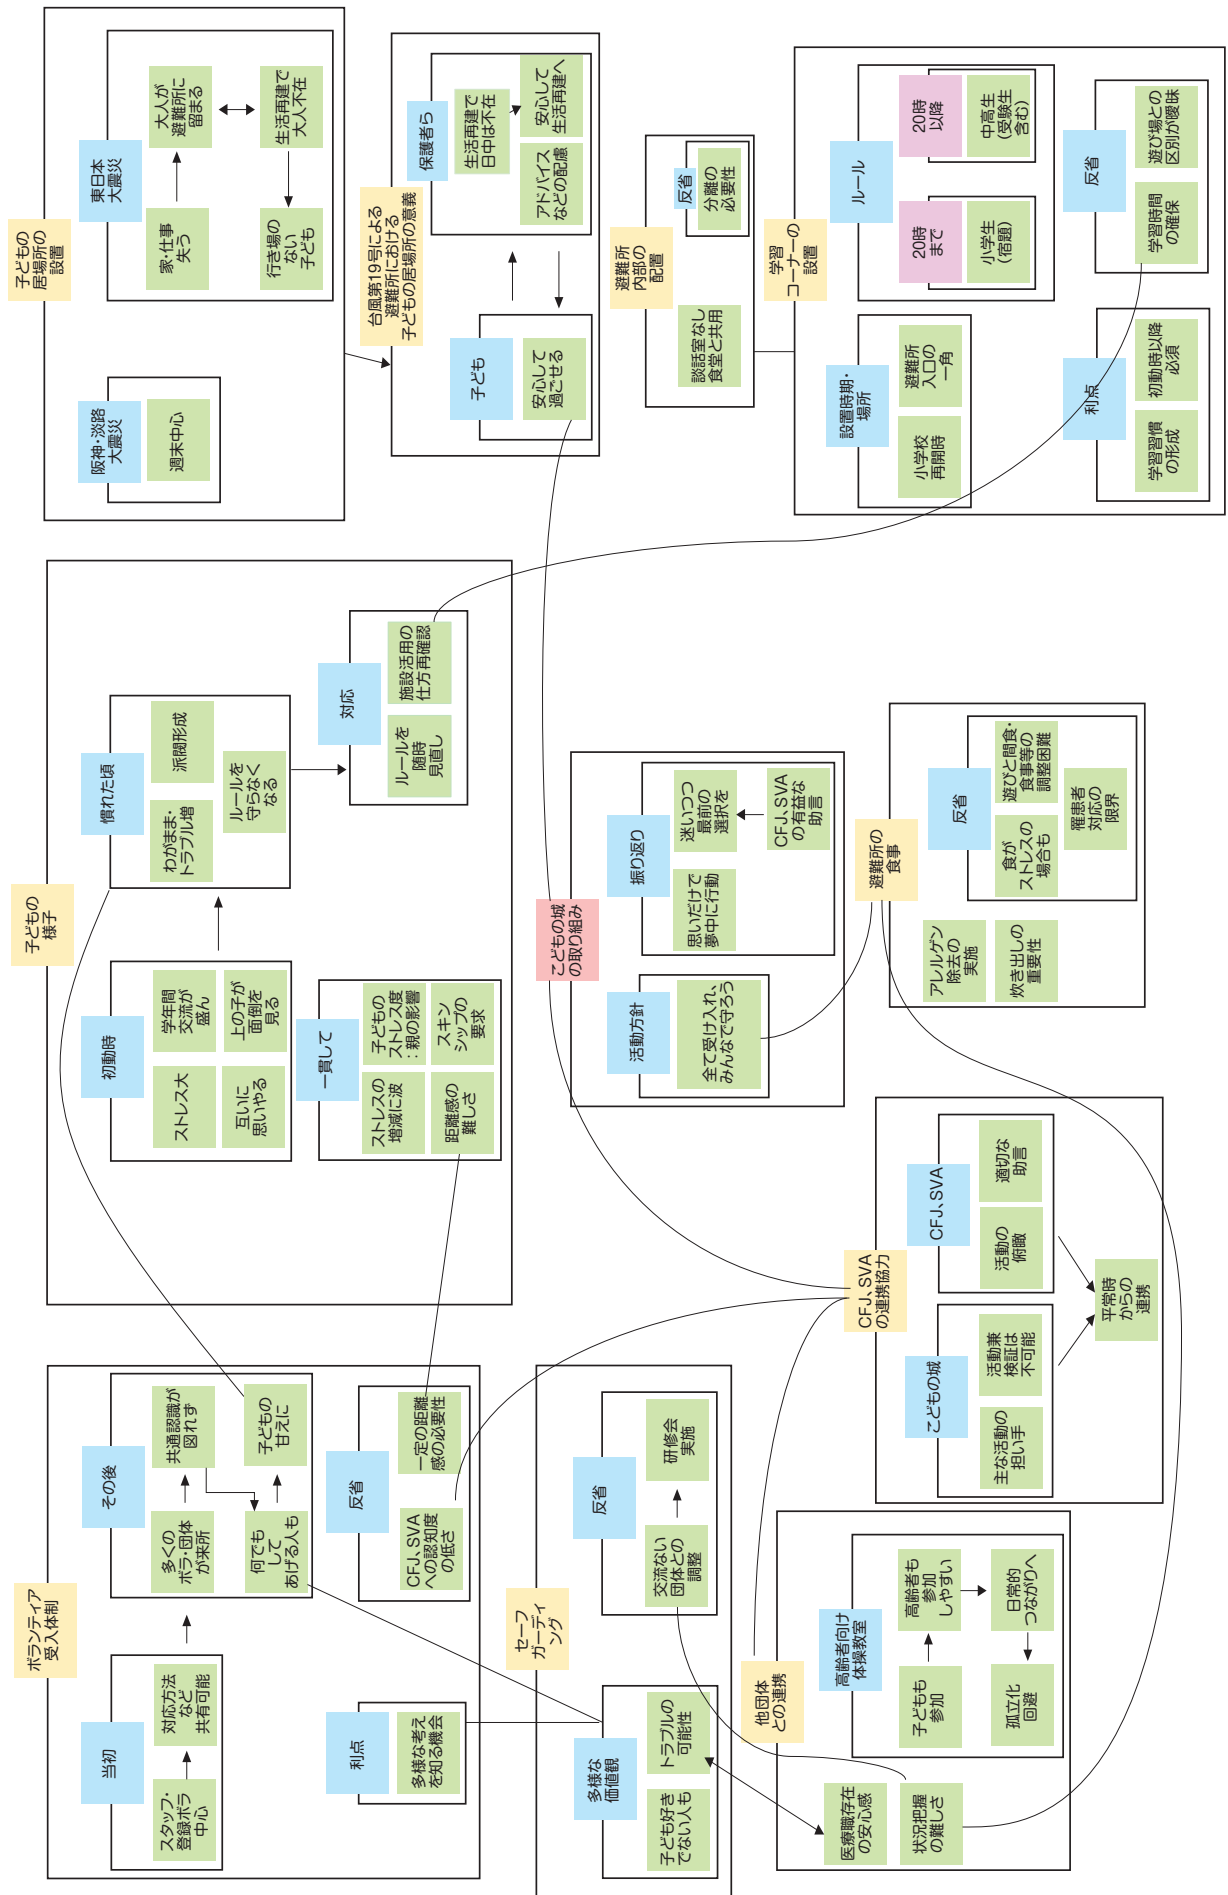 ボランティア
受入体制
当初
スタッフ・
登録ボラ
中心
対応方法
など
共有可能
その後
多くの
ボラ・団体
が来所
共通認識が
図れず
何でも
して
あげる人も
子どもの
甘えに
利点
多様な考え
を知る機会
反省
CFJ、SVA
への認知度
の低さ
一定の距離
感の必要性
子どもの
様子
初動時
ストレス大
学年間
交流が
盛ん
互いに
思いやる
上の子が
面倒を
見る
慣れた頃
わがまま・
トラブル増
派閥形成
ルールを
守らなく
なる
一貫して
ストレスの
増減に波
子どもの
ストレス度
:親の影響
距離感の
難しさ
スキン
シップの
要求
対応
ルールを
随時
見直し
施設活用の
仕方再確認
子どもの
居場所の
設置
阪神・淡路
大震災
週末中心
東日本
大震災
家・仕事
失う
大人が
避難所に
留まる
行き場の
ない
子ども
生活再建で
大人不在
セーフ
ガーディ
ング
多様な
価値観
子ども好き
でない人も
トラブルの
可能性
反省
交流ない
団体との
調整
研修会
実施
こどもの城
の取り組み
活動方針
全て受け入れ、
みんなで守ろう
振り返り
思いだけで
夢中に行動
迷いつつ
最前の
選択を
CFJ、SVA
の有益な
助言
台風第19号による
避難所における
子どもの居場所の意義
子ども
安心して
過ごせる
保護者ら
生活再建で
日中は不在
アドバイス
などの配慮
安心して
生活再建へ
他団体
との連携
医療職存在
の安心感
状況把握
の難しさ
高齢者向け
体操教室
子どもも
参加
高齢者も
参加
しやすい
孤立化
回避
日常的
つながりへ
CFJ、SVA
の連携協力
こどもの城
主な活動の
担い手
活動兼
検証は
不可能
CFJ、SVA
活動の
俯瞰
適切な
助言
平常時
からの
連携
避難所の
食事
アレルゲン
除去の
実施
炊き出しの
重要性
反省
食が
ストレスの
場合も
遊びと間食・
食事等の
調整困難
罹患者
対応の
限界
避難所
内部の
配置
談話室なし
食堂と共用
反省
分離の
必要性
学習
コーナーの
設置
設置時期・
場所
小学校
再開時
避難所
入口の
一角
ルール
20時
まで
小学生
(宿題)
20時
以降
中高生
(受験生
含む)
利点
学習習慣
の形成
初動時以降
必須
反省
学習時間
の確保
遊び場との
区別が曖昧